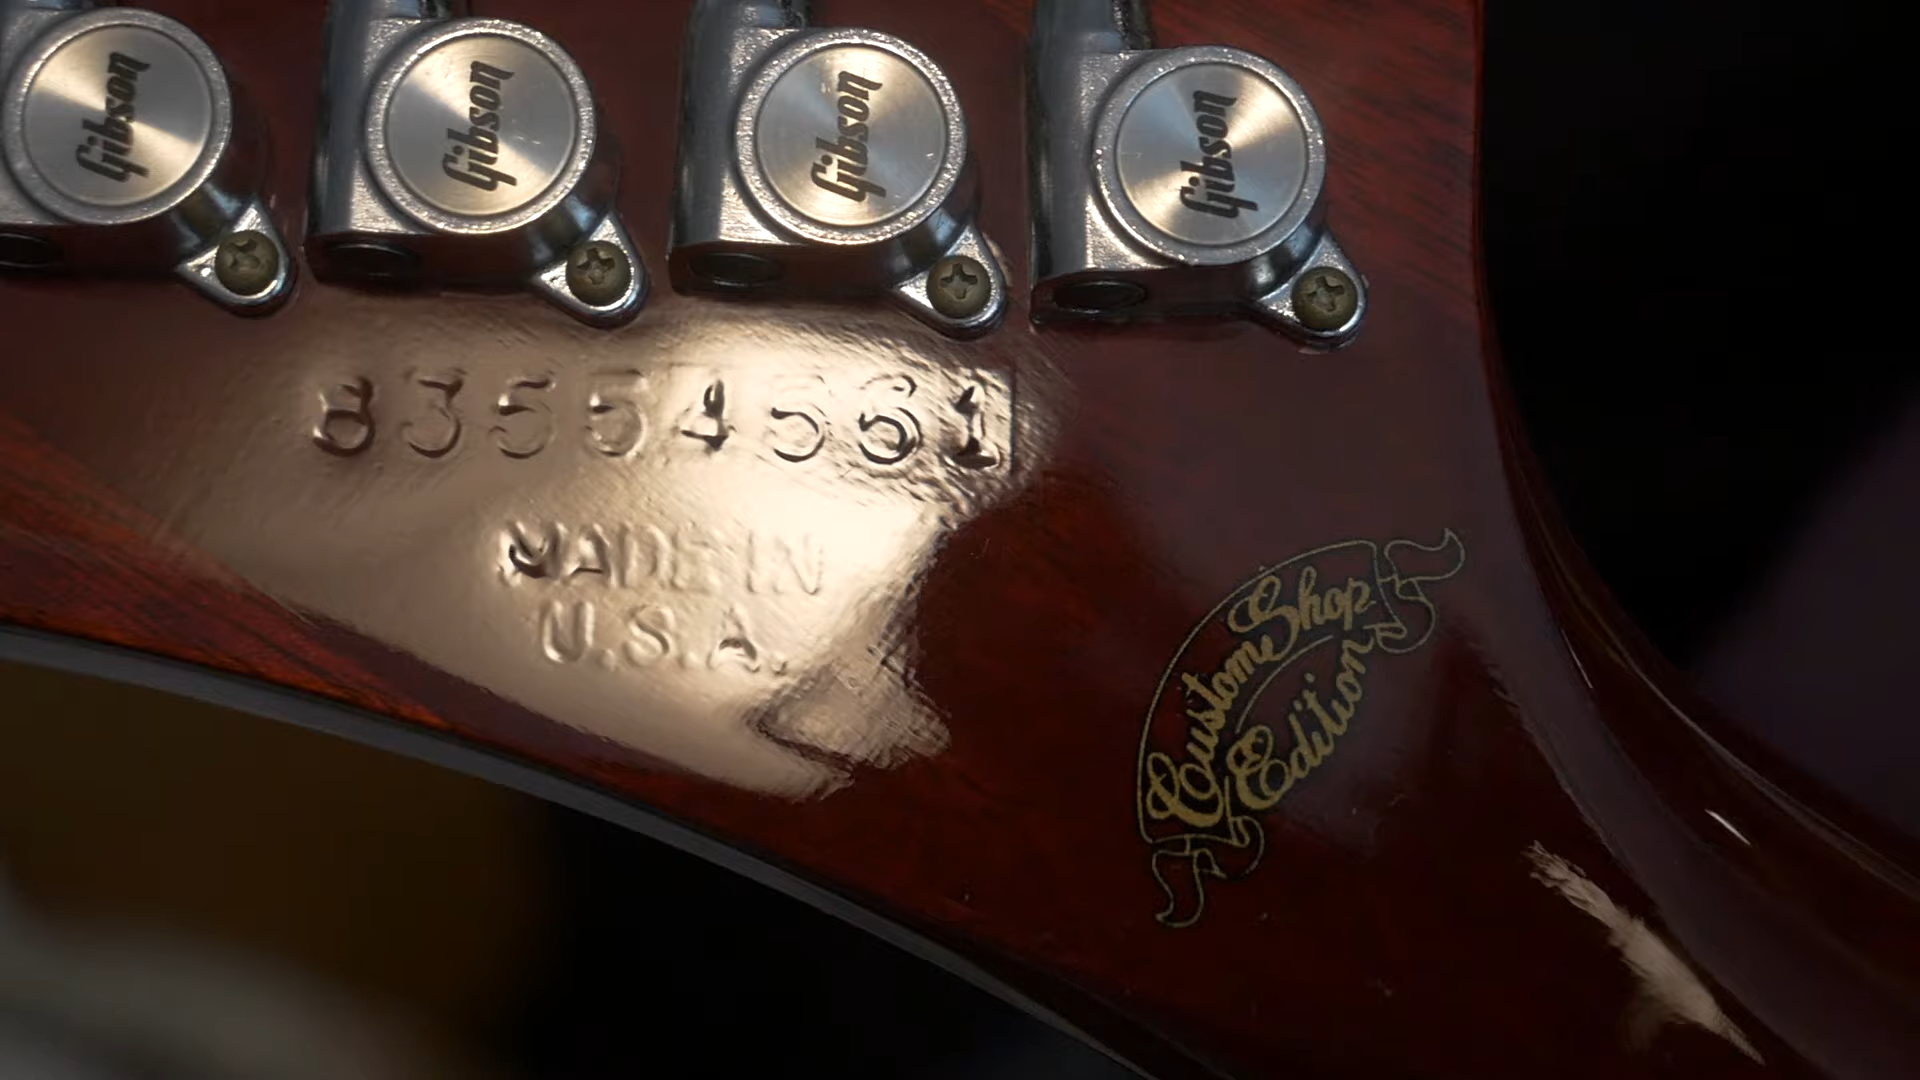 Gibson
Gibson
Gibson
Gibson
83554561
MADE IN
U.S.A.
Custom Shop
Edition